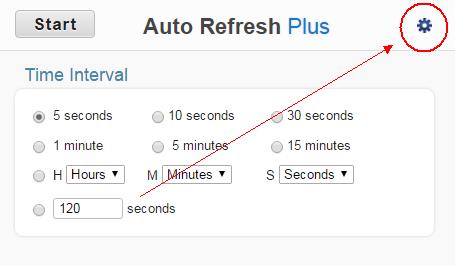 Start Auto Refresh Plus
Time Interval
5 seconds 10 seconds 30 seconds
1 minute 5 minutes 15 minutes
H Hours M Minutes S Seconds
120 seconds